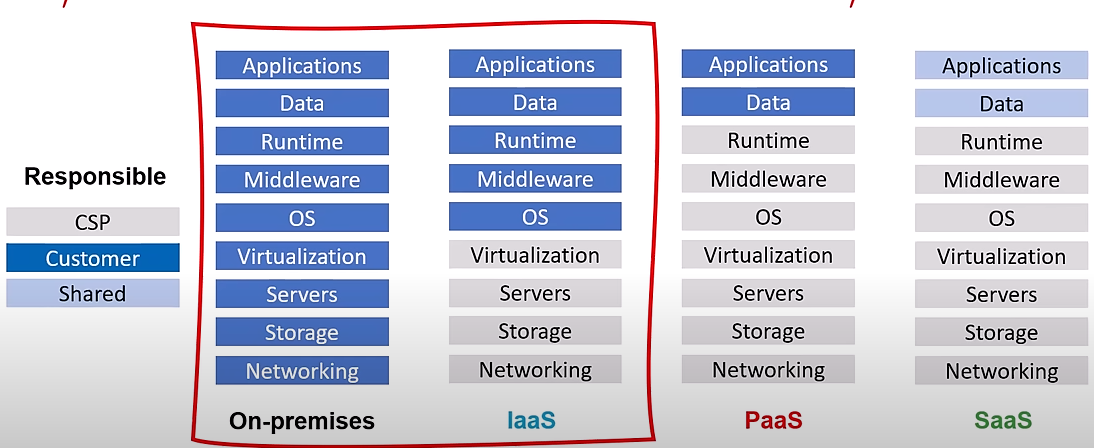 Responsible
CSP
Customer
Shared
Applications
Data
Runtime
Middleware
OS
Virtualization
Servers
Storage
Networking
On-premises
Applications
Data
Runtime
Middleware
OS
Virtualization
Servers
Storage
Networking
IaaS
Applications
Data
Runtime
Middleware
OS
Virtualization
Servers
Storage
Networking
PaaS
Applications
Data
Runtime
Middleware
OS
Virtualization
Servers
Storage
Networking
SaaS